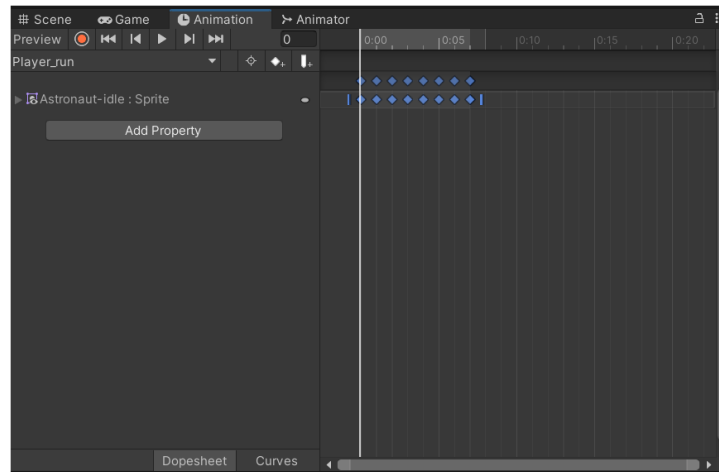 Scene Game Animation Animator
Preview 0 0:00 0:05 0:10 0:15 0:20
Player_run
Astronaut-idle : Sprite
Add Property
Dopesheet Curves